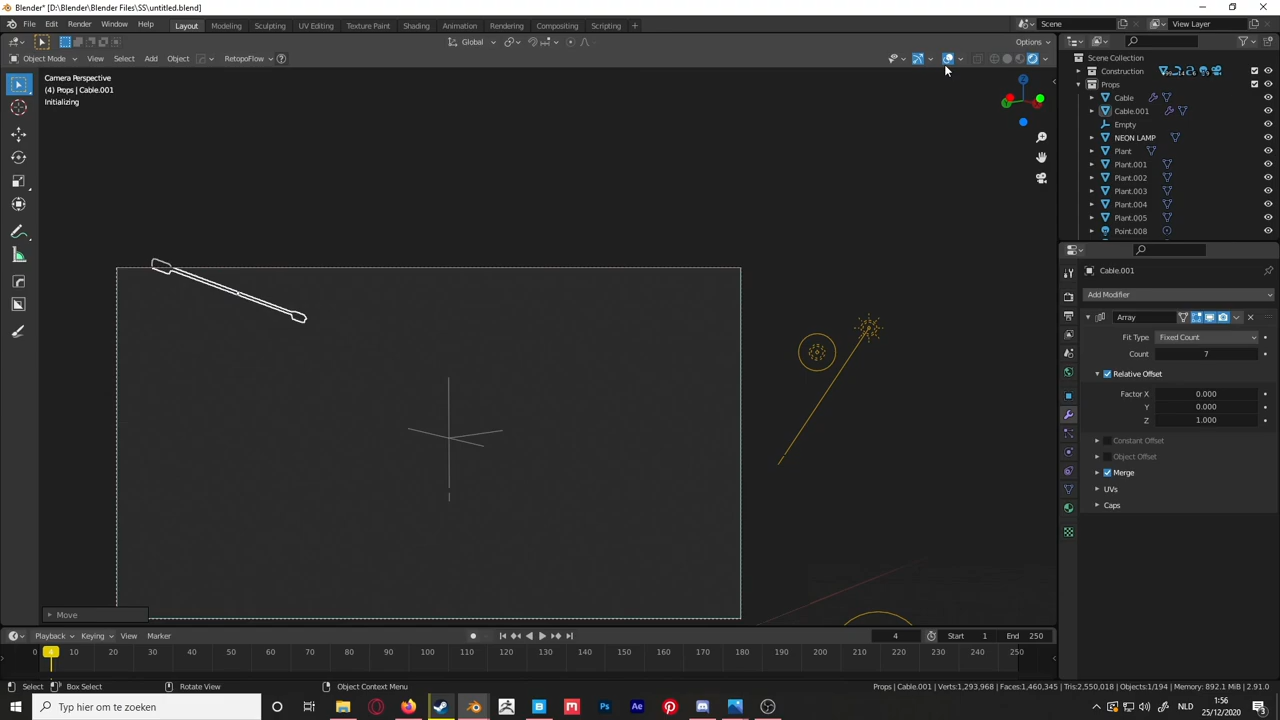 Blender* [D:\Blender\Blender Files\SS\untitled.blend]
File Edit Render Window Help Layout Modeling Sculpting UV Editing Texture Paint Shading Animation Rendering Compositing Scripting + Scene View Layer
Global Options
Object Mode View Select Add Object RetopoFlow
Camera Perspective
(4) Props | Cable.001
Initializing
Z
Scene Collection
Construction
Props
Cable
Cable.001
Empty
NEON LAMP
Plant
Plant.001
Plant.002
Plant.003
Plant.004
Plant.005
Point.008
Cable.001
Add Modifier
Array
Fit Type Fixed Count
Count 7
Relative Offset
Factor X 0.000
Y 0.000
Z 1.000
Constant Offset
Object Offset
Merge
UVs
Caps
Move
Playback Keying View Marker 4 Start 1 End 250
0 4 10 20 30 40 50 60 70 80 90 100 110 120 130 140 150 160 170 180 190 200 210 220 230 240 250
Select Box Select Rotate View Object Context Menu Props | Cable.001 | Verts:1,293,968 | Faces:1,460,345 | Tris:2,550,018 | Objects:1/194 | Memory: 892.1 MiB | 2.91.0
Typ hier om te zoeken NLD 1:56
25/12/2020